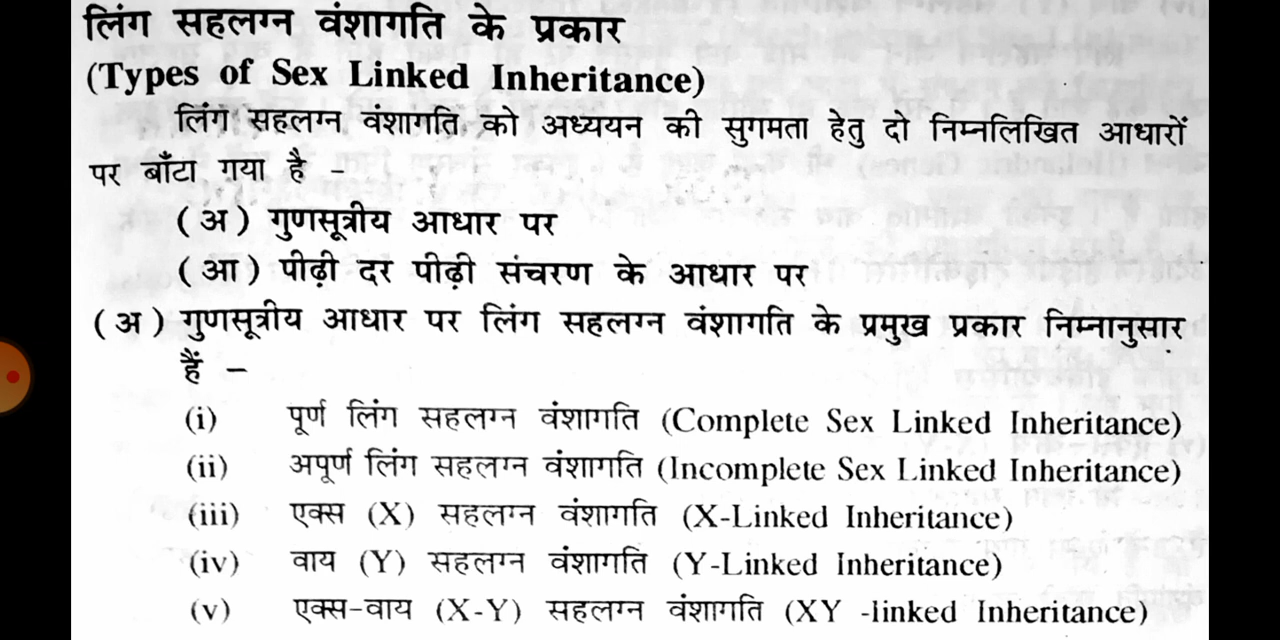 लिंग सहलग्न वंशागति के प्रकार
(Types of Sex Linked Inheritance)
लिंग सहलग्न वंशागति को अध्ययन की सुगमता हेतु दो निम्नलिखित आधारों
पर बाँटा गया है -
(अ) गुणसूत्रीय आधार पर
(आ) पीढ़ी दर पीढ़ी संचरण के आधार पर
(अ) गुणसूत्रीय आधार पर लिंग सहलग्न वंशागति के प्रमुख प्रकार निम्नानुसार
हैं -
(i) पूर्ण लिंग सहलग्न वंशागति (Complete Sex Linked Inheritance)
(ii) अपूर्ण लिंग सहलग्न वंशागति (Incomplete Sex Linked Inheritance)
(iii) एक्स (X) सहलग्न वंशागति (X-Linked Inheritance)
(iv) वाय (Y) सहलग्न वंशागति (Y-Linked Inheritance)
(v) एक्स-वाय (X-Y) सहलग्न वंशागति (XY -linked Inheritance)